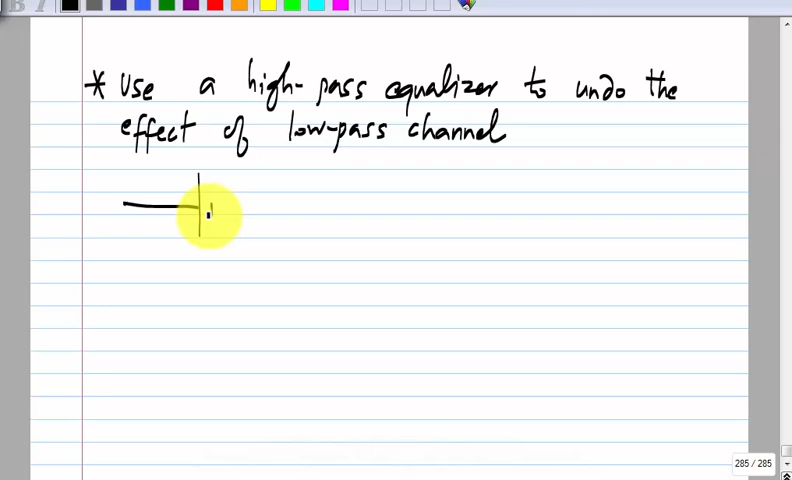 * Use a high-pass equalizer to undo the
effect of low-pass channel
285 / 285